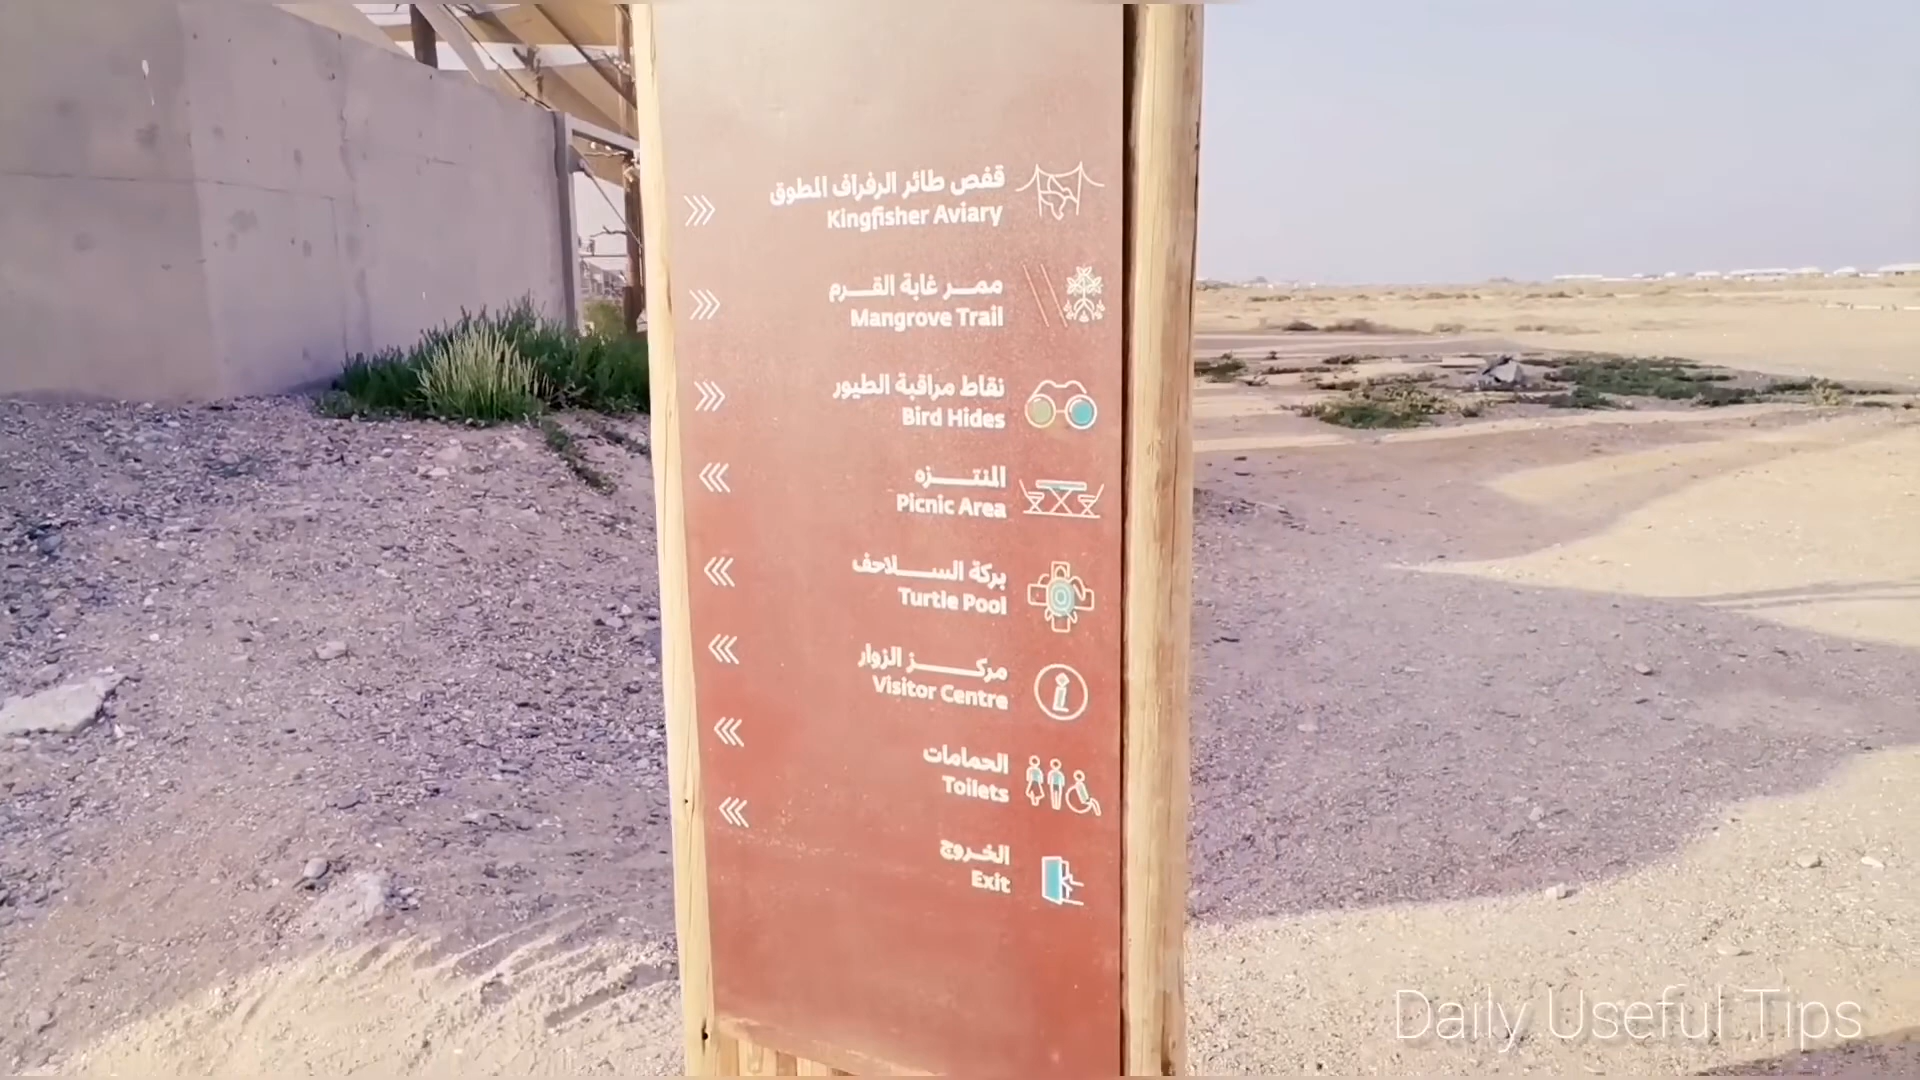 قفص طائر الرفراف المطوق
Kingfisher Aviary
ممر غابة القرم
Mangrove Trail
نقاط مراقبة الطيور
Bird Hides
المنتزه
Picnic Area
بركة السلاحف
Turtle Pool
مركز الزوار
Visitor Centre
الحمامات
Toilets
الخروج
Exit
Daily Useful Tips